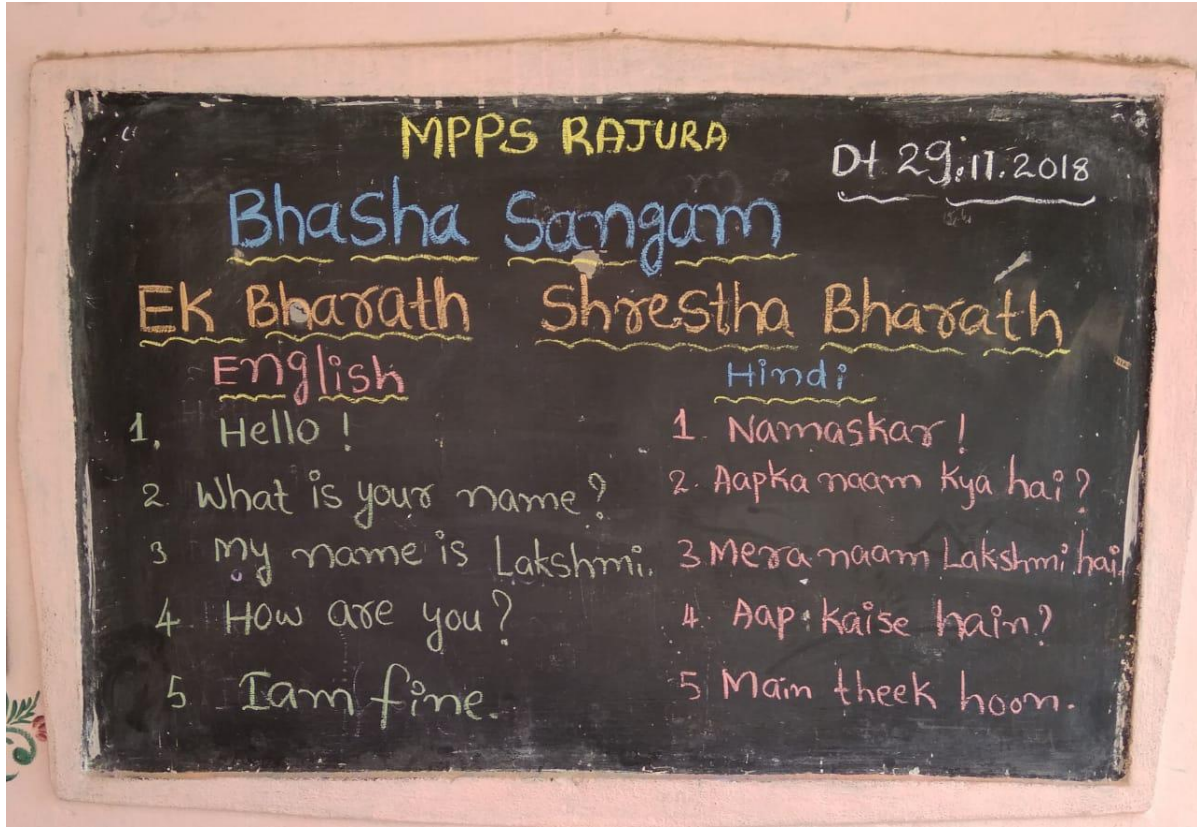 MPPS RAJURA
Dt 29.11.2018
Bhasha Sangam
EK Bharath Shrestha Bharath
English Hindi
1, Hello ! 1. Namaskar !
2. What is your name? 2. Aapka naam Kya hai?
3 My name is Lakshmi. 3 Mera naam Lakshmi hai.
4 How are you? 4. Aap kaise hain?
5 I am fine. 5 Main theek hoon.